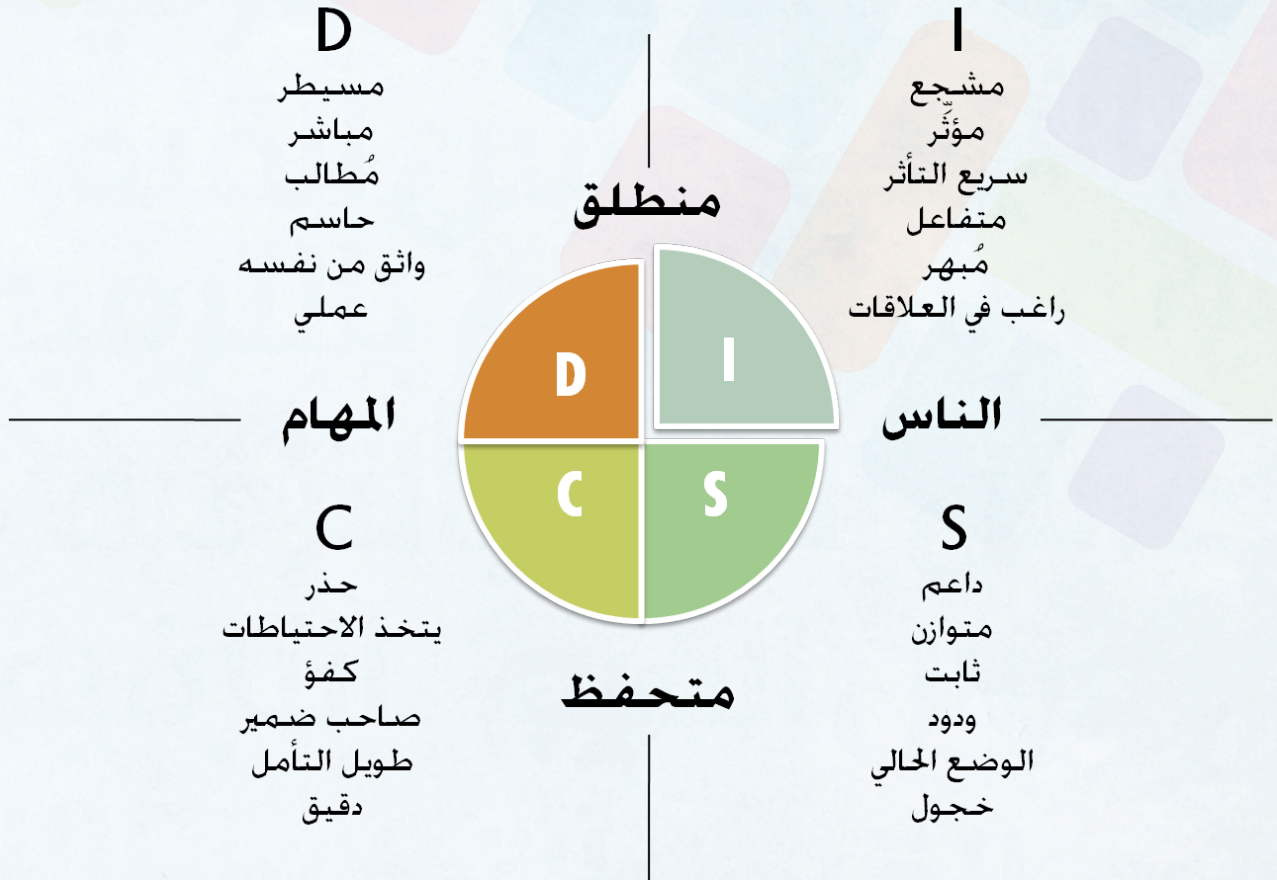 D
مسيطر
مباشر
مُطالب
حاسم
واثق من نفسه
عملي
I
مشجع
مؤثّر
سريع التأثر
متفاعل
مُبهر
راغب في العلاقات
منطلق
D
I
المهام
الناس
C
S
C
حذر
يتخذ الاحتياطات
كفؤ
صاحب ضمير
طويل التأمل
دقيق
S
داعم
متوازن
ثابت
ودود
الوضع الحالي
خجول
متحفظ